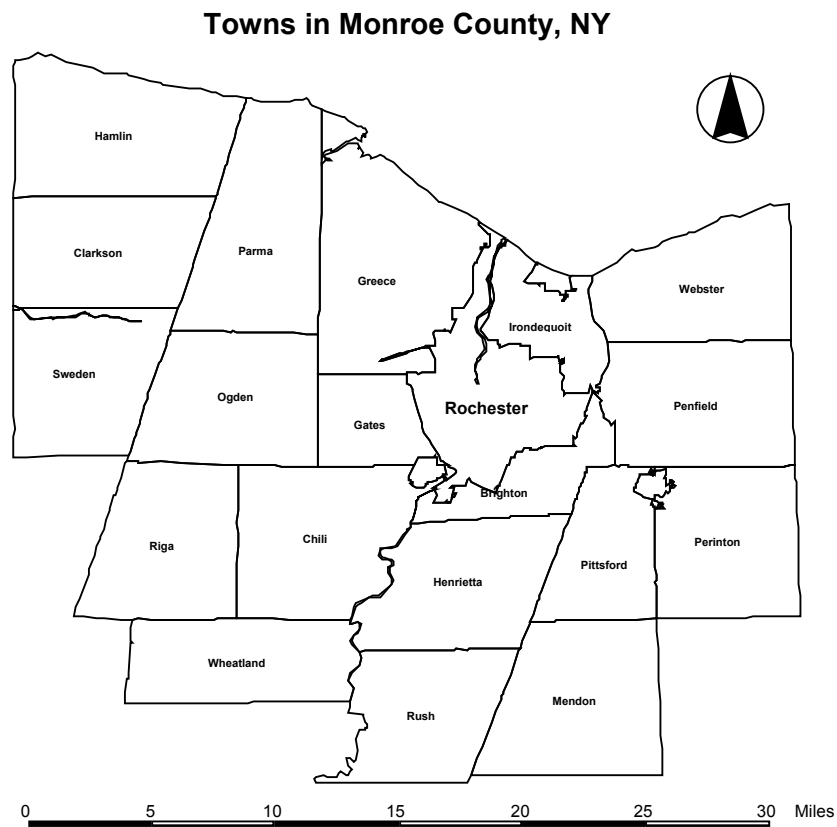 Towns in Monroe County, NY
Hamlin
Clarkson
Parma
Greece
Webster
Irondequoit
Sweden
Ogden
Rochester
Penfield
Gates
Brighton
Riga
Chili
Henrietta
Pittsford
Perinton
Wheatland
Rush
Mendon
0 5 10 15 20 25 30 Miles